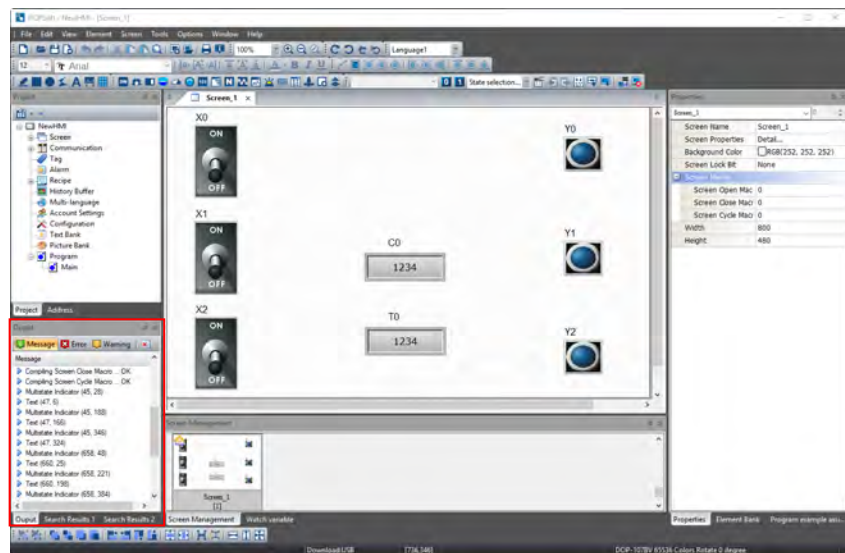 DOPSoft - NewHMI - [Screen_1]
File Edit View Element Screen Tools Options Window Help
100% Language1
12 Arial
0 1 State selection...
Project
NewHMI
Screen
Communication
Tag
Alarm
Recipe
History Buffer
Multi-language
Account Settings
Configuration
Text Bank
Picture Bank
Program
Main
Project Address
Ouput
Message Error Warning
Message
Compling Screen Close Macro ... OK
Compling Screen Cycle Macro ... OK
Multistate Indicator (45, 28)
Text (47, 6)
Multistate Indicator (45, 188)
Text (47, 166)
Multistate Indicator (45, 346)
Text (47, 324)
Multistate Indicator (658, 48)
Text (660, 25)
Multistate Indicator (658, 221)
Text (660, 198)
Multistate Indicator (658, 384)
Ouput Search Results 1 Search Results 2
Screen_1 x
X0
ON
OFF
X1
ON
OFF
X2
ON
OFF
C0
1234
T0
1234
Y0
Y1
Y2
Screen Management
Screen_1
[1]
Screen Management Watch variable
Properties
Screen_1
Screen Name Screen_1
Screen Properties Detail...
Background Color RGB(252, 252, 252)
Screen Lock Bit None
Screen Macro
Screen Open Mac 0
Screen Close Mac 0
Screen Cycle Mac 0
Width 800
Height 480
Properties Element Bank Program example assi...
Download:USB [736,346] DOP-107BV 65536 Colors Rotate 0 degree